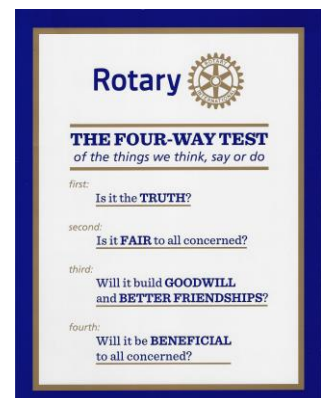 Rotary
ROTARY
INTERNATIONAL
THE FOUR-WAY TEST
of the things we think, say or do
first:
Is it the TRUTH?
second:
Is it FAIR to all concerned?
third:
Will it build GOODWILL
and BETTER FRIENDSHIPS?
fourth:
Will it be BENEFICIAL
to all concerned?